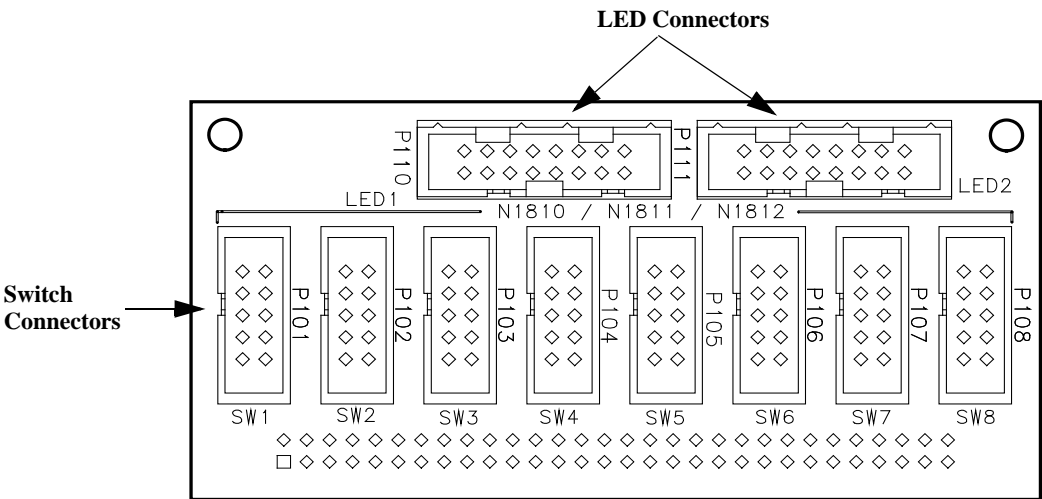 LED Connectors
P110
P111
LED1
LED2
N1810 / N1811 / N1812
Switch
Connectors
P101
P102
P103
P104
P105
P106
P107
P108
SW1
SW2
SW3
SW4
SW5
SW6
SW7
SW8